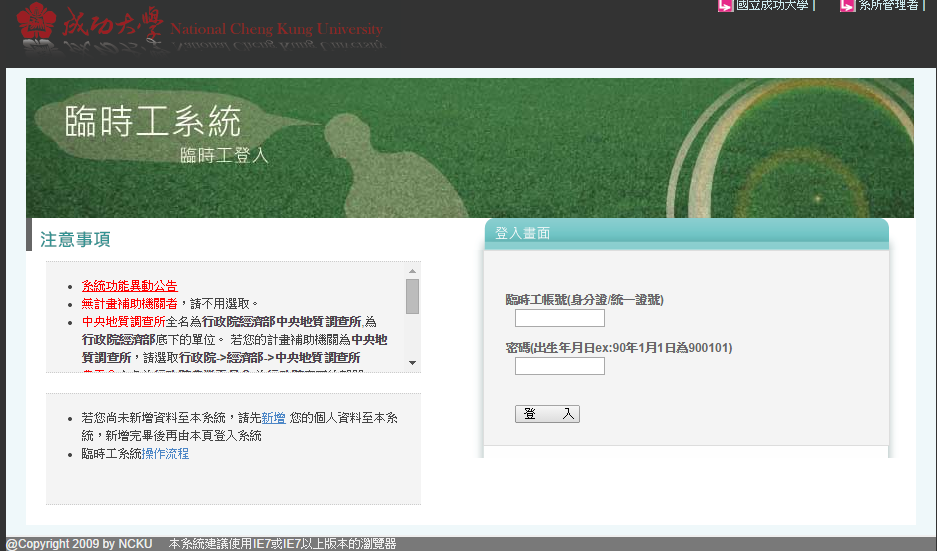 成功大學 National Cheng Kung University
國立成功大學 | 系所管理者 |
臨時工系統
臨時工登入
注意事項
系統功能異動公告
無計畫補助機關者，請不用選取。
中央地質調查所全名為行政院經濟部中央地質調查所,為
行政院經濟部底下的單位。 若您的計畫補助機關為中央地
質調查所，請選取行政院->經濟部->中央地質調查所
若您尚未新增資料至本系統，請先新增 您的個人資料至本系
統，新增完畢後再由本頁登入系統
臨時工系統操作流程
登入畫面
臨時工帳號(身分證/統一證號)
密碼(出生年月日ex:90年1月1日為900101)
登 入
@Copyright 2009 by NCKU 本系統建議使用IE7或IE7以上版本的瀏覽器